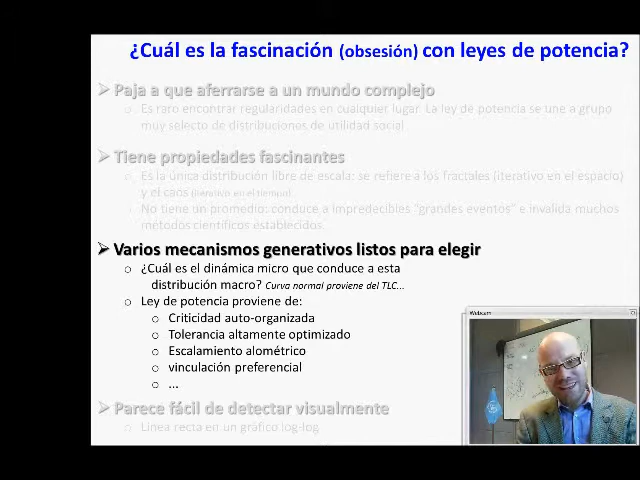 ¿Cuál es la fascinación (obsesión) con leyes de potencia?
Paja a que aferrarse a un mundo complejo
Es raro encontrar regularidades en cualquier lugar. La ley de potencia se une a grupo
muy selecto de distribuciones de utilidad social
Tiene propiedades fascinantes
Es la única distribución libre de escala: se refiere a los fractales (iterativo en el espacio)
y el caos (iterativo en el tiempo)
No tiene un promedio: conduce a impredecibles "grandes eventos" e invalida muchos
métodos científicos establecidos.
Varios mecanismos generativos listos para elegir
¿Cuál es el dinámica micro que conduce a esta
distribución macro? Curva normal proviene del TLC...
Ley de potencia proviene de:
Criticidad auto-organizada
Tolerancia altamente optimizado
Escalamiento alométrico
vinculación preferencial
...
Parece fácil de detectar visualmente
Línea recta en un gráfico log-log
Webcam